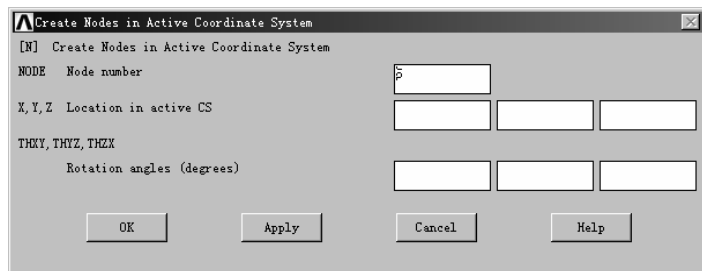 Create Nodes in Active Coordinate System
[N] Create Nodes in Active Coordinate System
NODE Node number
X,Y,Z Location in active CS
THXY,THYZ,THZX
Rotation angles (degrees)
OK Apply Cancel Help